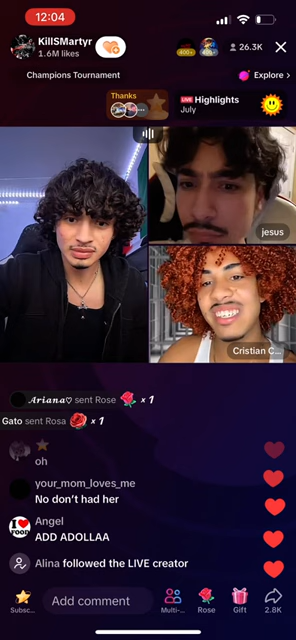 12:04
KillSMartyr
1.6M likes
400+
26.3K
Champions Tournament
Explore >
Thanks
LIVE Highlights
July
jesus
Cristian C...
Ariana♡ sent Rose x 1
Gato sent Rosa x 1
oh
your_mom_loves_me
No don't had her
I ❤ room
Angel
ADD ADOLLAA
Alina followed the LIVE creator
Subsc...
Add comment
Multi-...
Rose
Gift
2.8K